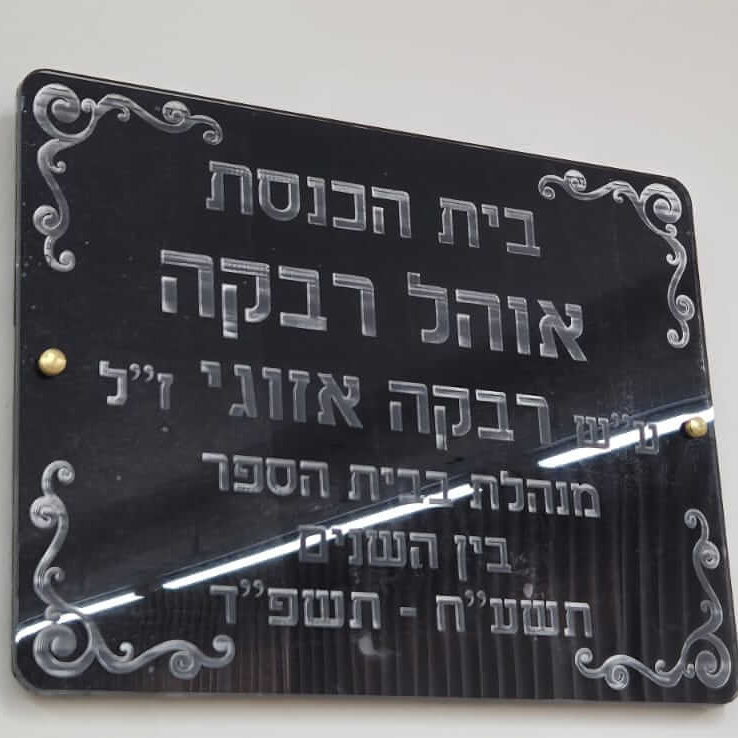 בית הכנסת
אוהל רבקה
ע"ש רבקה אזוגי ז"ל
מנהלת בבית הספר
בין השנים
תשע"ח - תשפ"ד